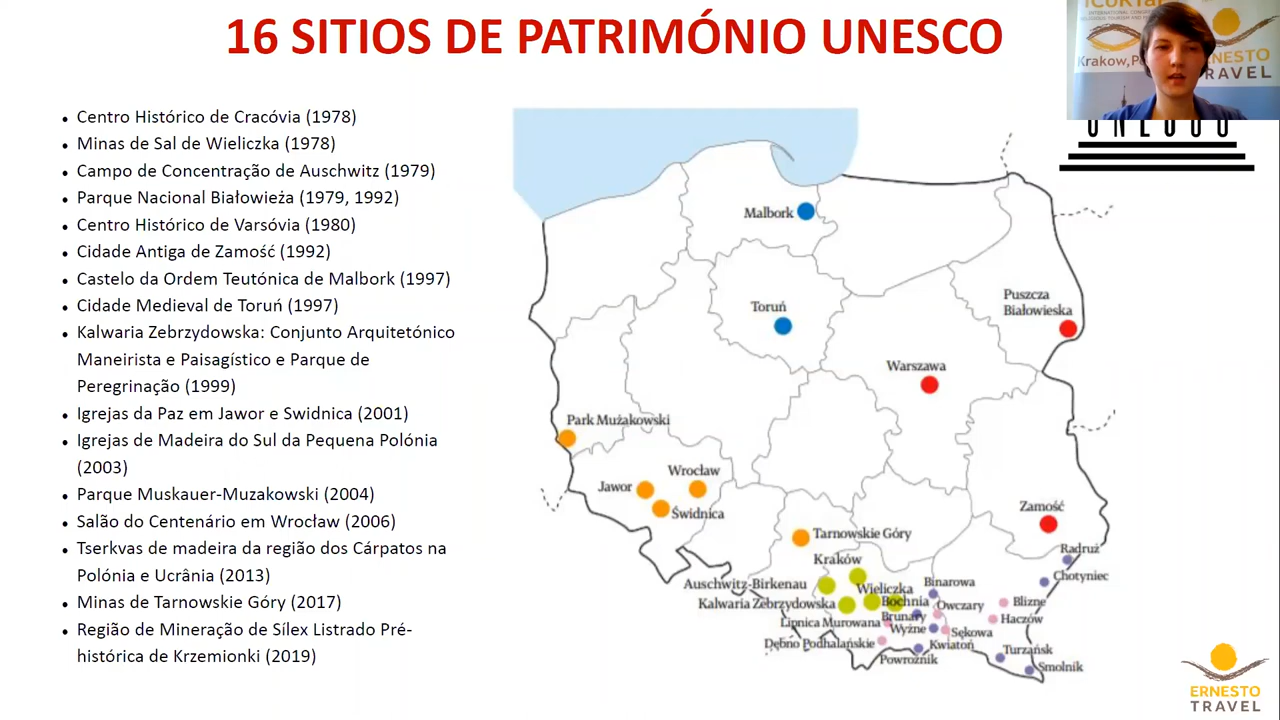 16 SITIOS DE PATRIMÓNIO UNESCO
Centro Histórico de Cracóvia (1978)
Minas de Sal de Wieliczka (1978)
Campo de Concentração de Auschwitz (1979)
Parque Nacional Białowieża (1979, 1992)
Centro Histórico de Varsóvia (1980)
Cidade Antiga de Zamość (1992)
Castelo da Ordem Teutónica de Malbork (1997)
Cidade Medieval de Toruń (1997)
Kalwaria Zebrzydowska: Conjunto Arquitetónico
Maneirista e Paisagístico e Parque de
Peregrinação (1999)
Igrejas da Paz em Jawor e Swidnica (2001)
Igrejas de Madeira do Sul da Pequena Polónia
(2003)
Parque Muskauer-Muzakowski (2004)
Salão do Centenário em Wrocław (2006)
Tserkvas de madeira da região dos Cárpatos na
Polónia e Ucrânia (2013)
Minas de Tarnowskie Góry (2017)
Região de Mineração de Sílex Listrado Pré-
histórica de Krzemionki (2019)
Malbork
Toruń
Puszcza
Białowieska
Warszawa
Park Mużakowski
Wrocław
Jawor
Świdnica
Zamość
Tarnowskie Góry
Radruż
Kraków
Chotyniec
Auschwitz-Birkenau
Wieliczka
Binarowa
Kalwaria Zebrzydowska
Bochnia
Owczary
Blizne
Lipnica Murowana
Brunary
Wyżne
Haczów
Sękowa
Dębno Podhalańskie
Kwiatoń
Turzańsk
Powroźnik
Smolnik
Krakow,
ERNESTO
TRAVEL
UNESCO
ERNESTO
TRAVEL